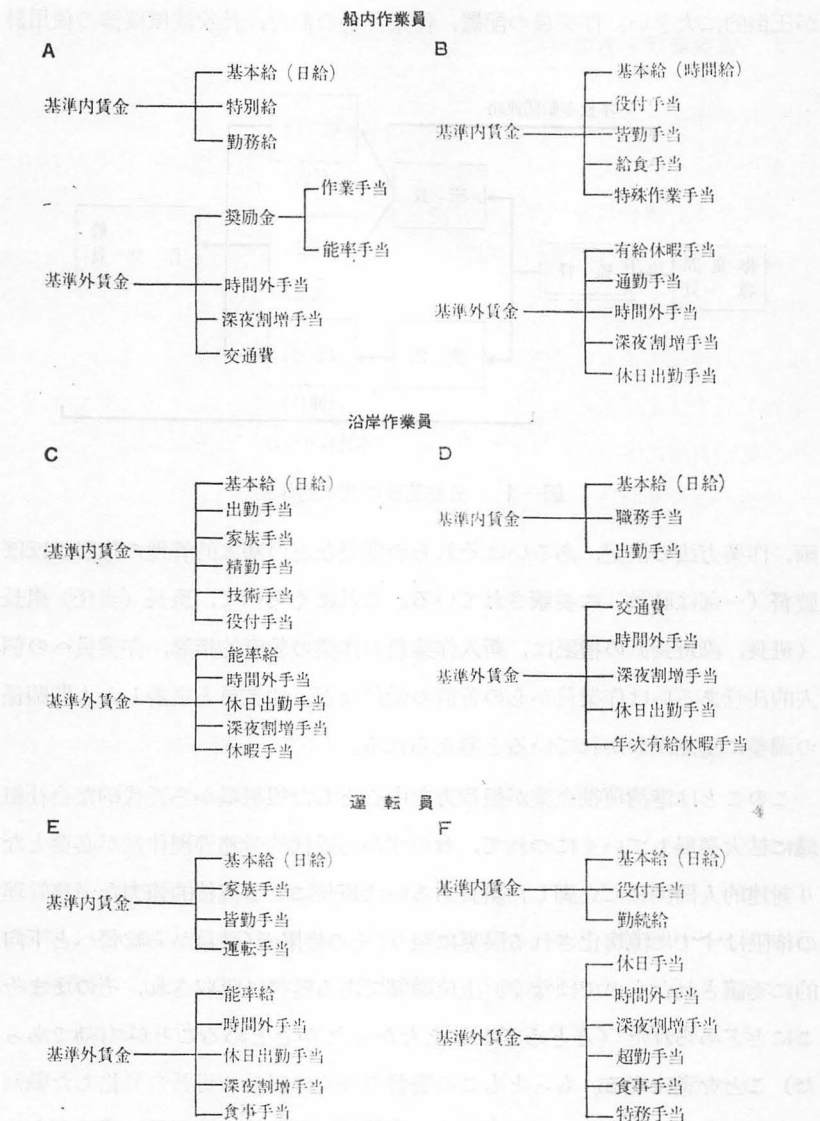 船内作業員
A
基本給（日給）
基準内賃金
特別給
勤務給
作業手当
奨励金
能率手当
基準外賃金
時間外手当
深夜割増手当
交通費
B
基本給（時間給）
役付手当
基準内賃金
皆勤手当
給食手当
特殊作業手当
有給休暇手当
通勤手当
基準外賃金
時間外手当
深夜割増手当
休日出勤手当
沿岸作業員
C
基本給（日給）
出勤手当
家族手当
基準内賃金
精勤手当
技術手当
役付手当
能率給
時間外手当
基準外賃金
休日出勤手当
深夜割増手当
休暇手当
D
基本給（日給）
基準内賃金
職務手当
出勤手当
交通費
時間外手当
基準外賃金
深夜割増手当
休日出勤手当
年次有給休暇手当
運転員
E
基本給（日給）
家族手当
基準内賃金
皆勤手当
運転手当
能率給
時間外手当
基準外賃金
休日出勤手当
深夜割増手当
食事手当
F
基本給（日給）
基準内賃金
役付手当
勤続給
休日手当
時間外手当
深夜割増手当
基準外賃金
超勤手当
食事手当
特務手当